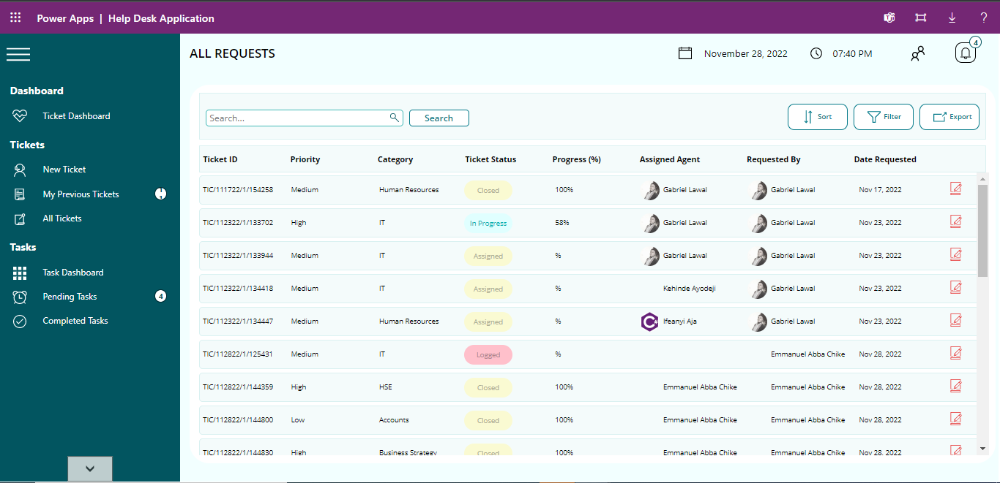 Power Apps | Help Desk Application
ALL REQUESTS
November 28, 2022
07:40 PM
4
Dashboard
Ticket Dashboard
Tickets
New Ticket
My Previous Tickets
All Tickets
Tasks
Task Dashboard
Pending Tasks 4
Completed Tasks
Search... Search Sort Filter Export
Ticket ID Priority Category Ticket Status Progress (%) Assigned Agent Requested By Date Requested
TIC/111722/1/154258 Medium Human Resources Closed 100% Gabriel Lawal Gabriel Lawal Nov 17, 2022
TIC/112322/1/133702 High IT In Progress 58% Gabriel Lawal Gabriel Lawal Nov 23, 2022
TIC/112322/1/133944 Medium IT Assigned % Gabriel Lawal Gabriel Lawal Nov 23, 2022
TIC/112322/1/134418 Medium IT Assigned % Kehinde Ayodeji Gabriel Lawal Nov 23, 2022
TIC/112322/1/134447 Medium Human Resources Assigned % C# Ifeanyi Aja Gabriel Lawal Nov 23, 2022
TIC/112822/1/125431 Medium IT Logged % Emmanuel Abba Chike Nov 28, 2022
TIC/112822/1/144359 High HSE Closed 100% Emmanuel Abba Chike Emmanuel Abba Chike Nov 28, 2022
TIC/112822/1/144800 Low Accounts Closed 100% Emmanuel Abba Chike Emmanuel Abba Chike Nov 28, 2022
TIC/112822/1/144830 High Business Strategy Closed 100% Emmanuel Abba Chike Emmanuel Abba Chike Nov 28, 2022